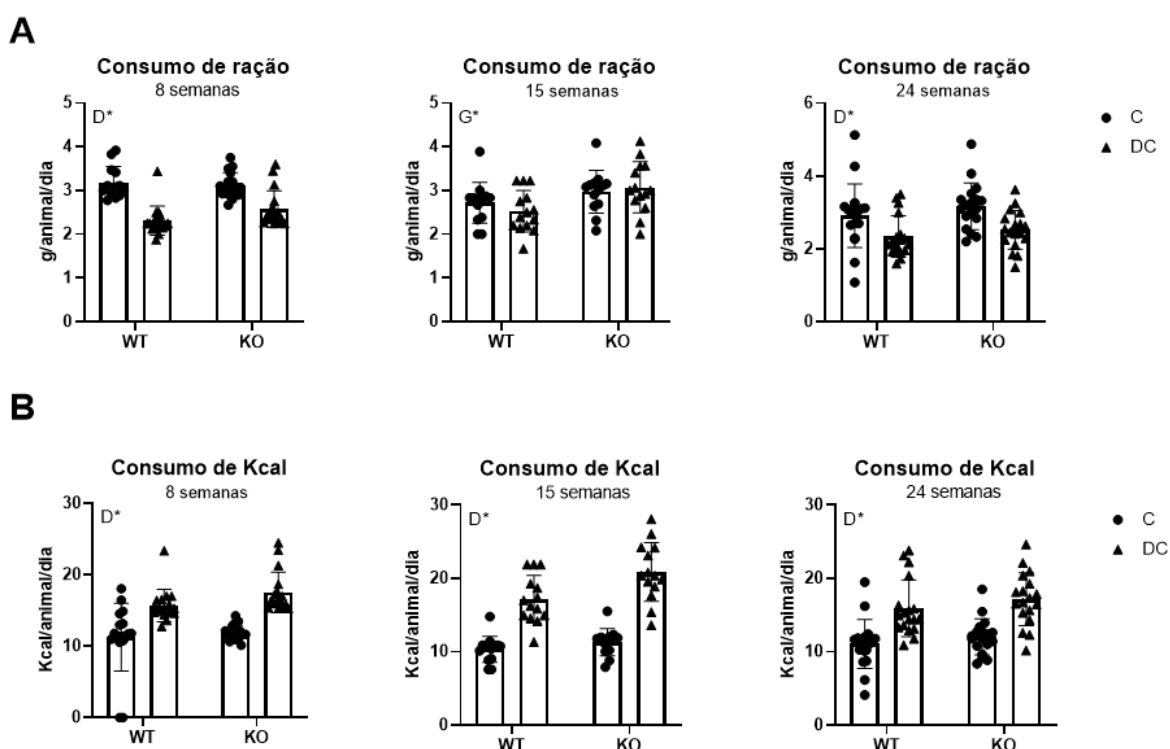 A
Consumo de ração
8 semanas
D*
g/animal/dia
5
4
3
2
1
0
WT
KO
Consumo de ração
15 semanas
G*
g/animal/dia
5
4
3
2
1
0
WT
KO
Consumo de ração
24 semanas
D*
g/animal/dia
6
4
2
0
WT
KO
C
DC
B
Consumo de Kcal
8 semanas
D*
Kcal/animal/dia
30
20
10
0
WT
KO
Consumo de Kcal
15 semanas
D*
Kcal/animal/dia
30
20
10
0
WT
KO
Consumo de Kcal
24 semanas
D*
Kcal/animal/dia
30
20
10
0
WT
KO
C
DC